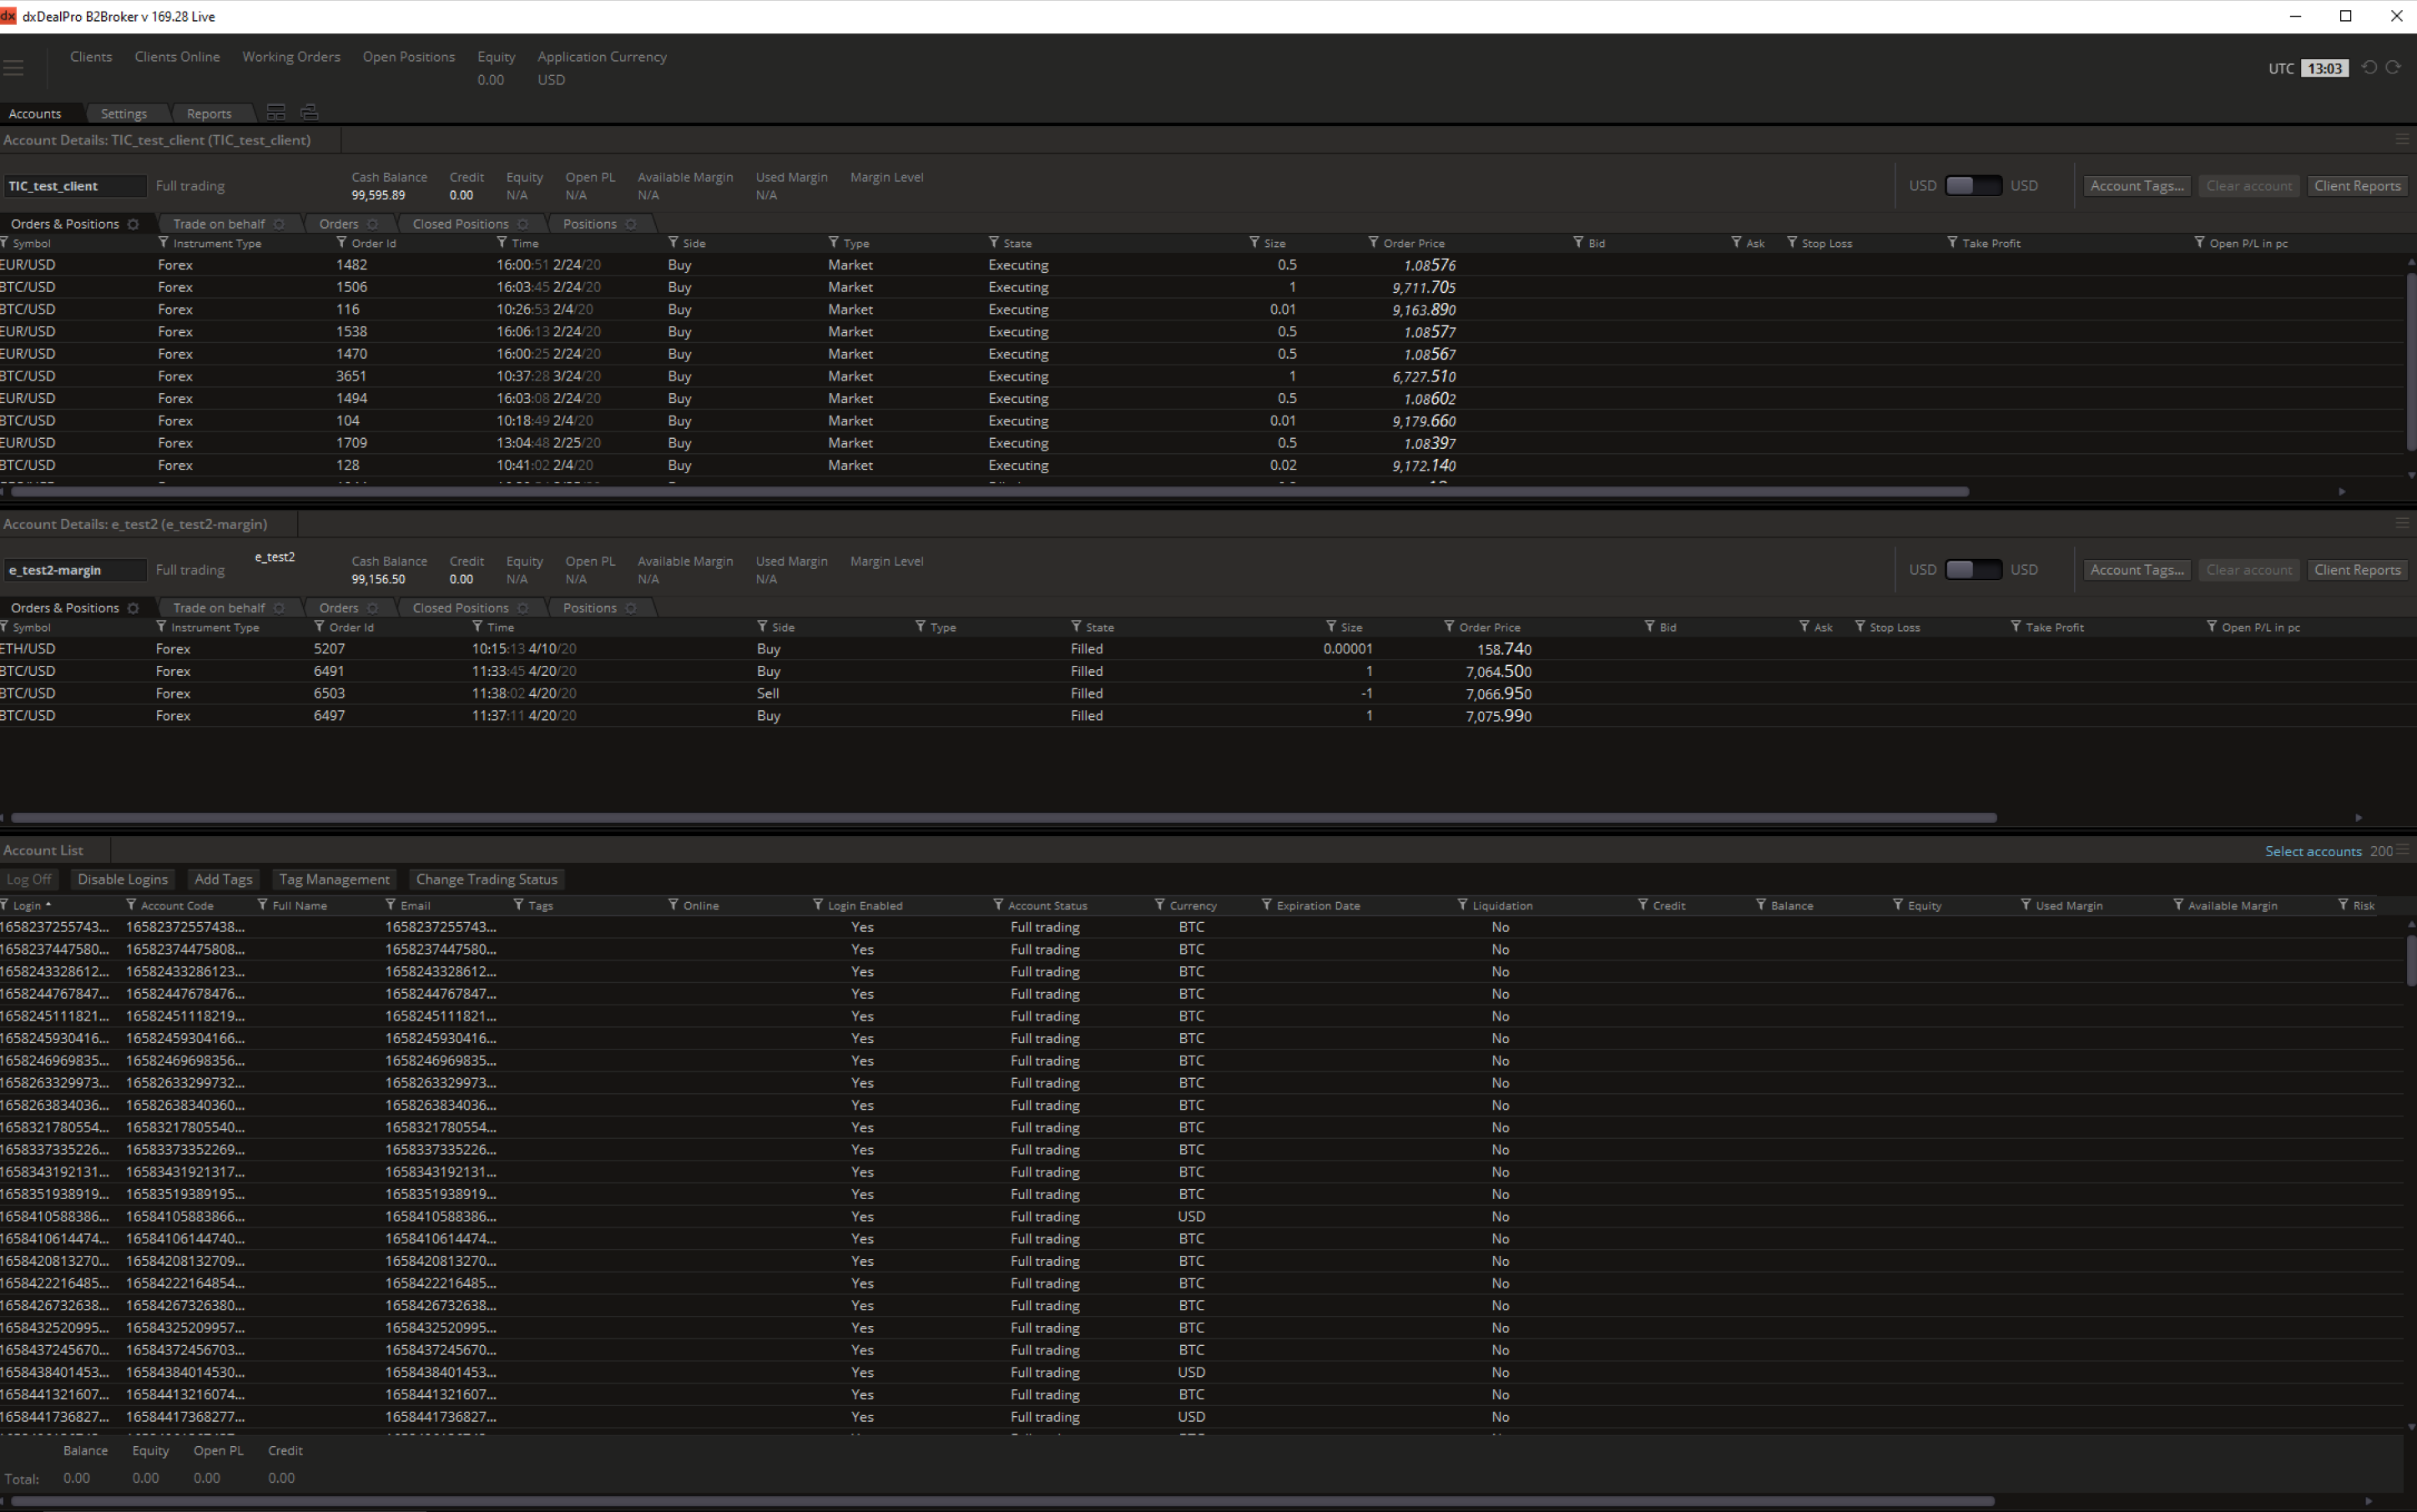 dx dxDealPro B2Broker v 169.28 Live
Clients Clients Online Working Orders Open Positions Equity Application Currency
0.00 USD
UTC 13:03
Accounts Settings Reports
Account Details: TIC_test_client (TIC_test_client)
Cash Balance Credit Equity Open PL Available Margin Used Margin Margin Level
TIC_test_client Full trading USD USD Account Tags... Clear account Client Reports
99,595.89 0.00 N/A N/A N/A N/A
Orders & Positions Trade on behalf Orders Closed Positions Positions
Symbol Instrument Type Order Id Time Side Type State Size Order Price Bid Ask Stop Loss Take Profit Open P/L in pc
EUR/USD Forex 1482 16:00:51 2/24/20 Buy Market Executing 0.5 1.08576
BTC/USD Forex 1506 16:03:45 2/24/20 Buy Market Executing 1 9,711.705
BTC/USD Forex 116 10:26:53 2/4/20 Buy Market Executing 0.01 9,163.890
EUR/USD Forex 1538 16:06:13 2/24/20 Buy Market Executing 0.5 1.08577
EUR/USD Forex 1470 16:00:25 2/24/20 Buy Market Executing 0.5 1.08567
BTC/USD Forex 3651 10:37:28 3/24/20 Buy Market Executing 1 6,727.510
EUR/USD Forex 1494 16:03:08 2/24/20 Buy Market Executing 0.5 1.08602
BTC/USD Forex 104 10:18:49 2/4/20 Buy Market Executing 0.01 9,179.660
EUR/USD Forex 1709 13:04:48 2/25/20 Buy Market Executing 0.5 1.08397
BTC/USD Forex 128 10:41:02 2/4/20 Buy Market Executing 0.02 9,172.140
Account Details: e_test2 (e_test2-margin)
e_test2 Cash Balance Credit Equity Open PL Available Margin Used Margin Margin Level
e_test2-margin Full trading USD USD Account Tags... Clear account Client Reports
99,156.50 0.00 N/A N/A N/A N/A
Orders & Positions Trade on behalf Orders Closed Positions Positions
Symbol Instrument Type Order Id Time Side Type State Size Order Price Bid Ask Stop Loss Take Profit Open P/L in pc
ETH/USD Forex 5207 10:15:13 4/10/20 Buy Filled 0.00001 158.740
BTC/USD Forex 6491 11:33:45 4/20/20 Buy Filled 1 7,064.500
BTC/USD Forex 6503 11:38:02 4/20/20 Sell Filled -1 7,066.950
BTC/USD Forex 6497 11:37:11 4/20/20 Buy Filled 1 7,075.990
Account List Select accounts 200
Log Off Disable Logins Add Tags Tag Management Change Trading Status
Login Account Code Full Name Email Tags Online Login Enabled Account Status Currency Expiration Date Liquidation Credit Balance Equity Used Margin Available Margin Risk
1658237255743... 16582372557438... 1658237255743... Yes Full trading BTC No
1658237447580... 16582374475808... 1658237447580... Yes Full trading BTC No
1658243328612... 16582433286123... 1658243328612... Yes Full trading BTC No
1658244767847... 16582447678476... 1658244767847... Yes Full trading BTC No
1658245111821... 16582451118219... 1658245111821... Yes Full trading BTC No
1658245930416... 16582459304166... 1658245930416... Yes Full trading BTC No
1658246969835... 16582469698356... 1658246969835... Yes Full trading BTC No
1658263329973... 16582633299732... 1658263329973... Yes Full trading BTC No
1658263834036... 16582638340360... 1658263834036... Yes Full trading BTC No
1658321780554... 16583217805540... 1658321780554... Yes Full trading BTC No
1658337335226... 16583373352269... 1658337335226... Yes Full trading BTC No
1658343192131... 16583431921317... 1658343192131... Yes Full trading BTC No
1658351938919... 16583519389195... 1658351938919... Yes Full trading BTC No
1658410588386... 16584105883866... 1658410588386... Yes Full trading USD No
1658410614474... 16584106144740... 1658410614474... Yes Full trading BTC No
1658420813270... 16584208132709... 1658420813270... Yes Full trading BTC No
1658422216485... 16584222164854... 1658422216485... Yes Full trading BTC No
1658426732638... 16584267326380... 1658426732638... Yes Full trading BTC No
1658432520995... 16584325209957... 1658432520995... Yes Full trading BTC No
1658437245670... 16584372456703... 1658437245670... Yes Full trading BTC No
1658438401453... 16584384014530... 1658438401453... Yes Full trading USD No
1658441321607... 16584413216074... 1658441321607... Yes Full trading BTC No
1658441736827... 16584417368277... 1658441736827... Yes Full trading USD No
Balance Equity Open PL Credit
Total: 0.00 0.00 0.00 0.00